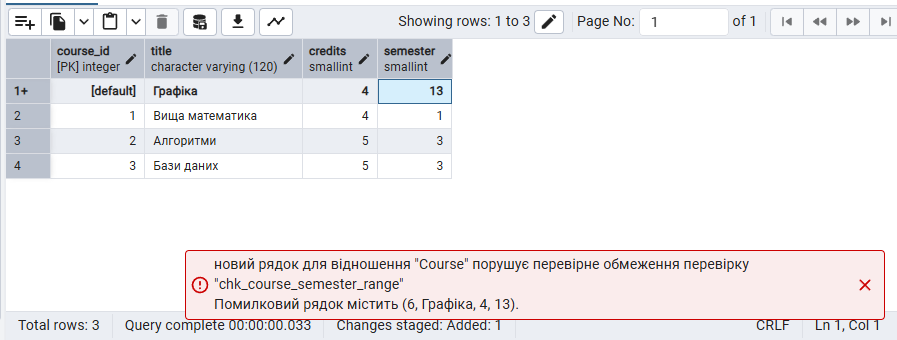 Showing rows: 1 to 3 Page No: 1 of 1
course_id title credits semester
[PK] integer character varying (120) smallint smallint
1+ [default] Графіка 4 13
2 1 Вища математика 4 1
3 2 Алгоритми 5 3
4 3 Бази даних 5 3
новий рядок для відношення "Course" порушує перевірне обмеження перевірку
"chk_course_semester_range"
Помилковий рядок містить (6, Графіка, 4, 13).
Total rows: 3 Query complete 00:00:00.033 Changes staged: Added: 1 CRLF Ln 1, Col 1